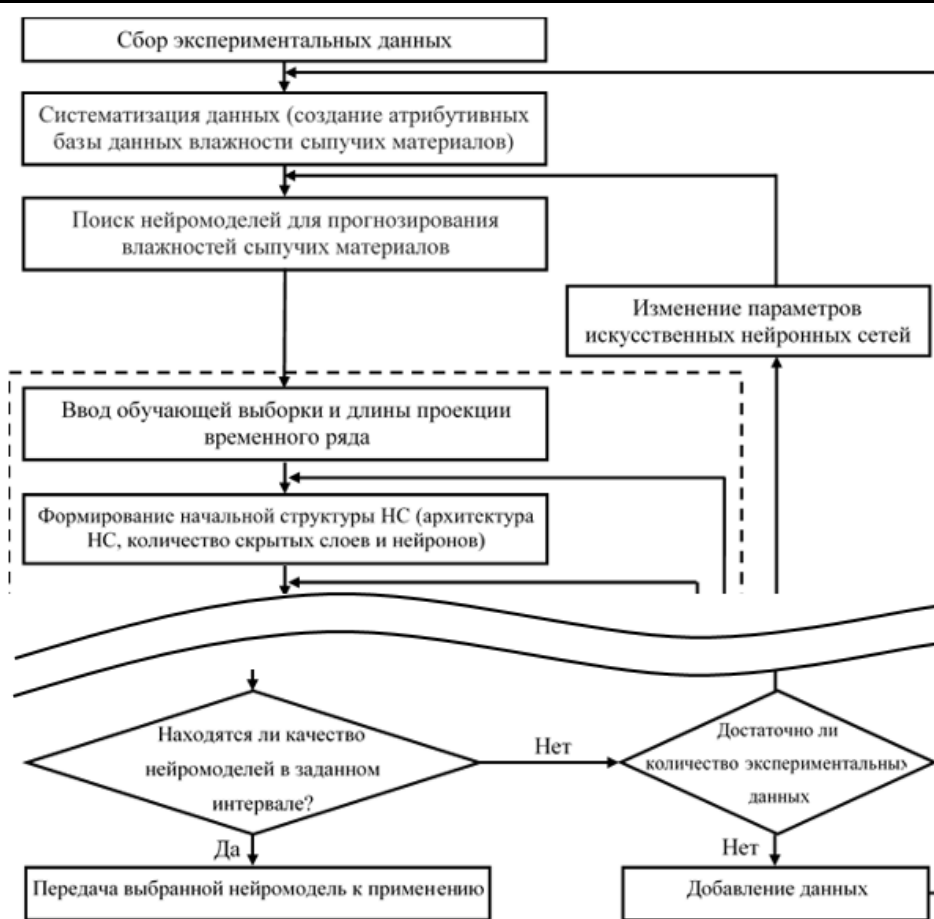 Сбор экспериментальных данных
Систематизация данных (создание атрибутивных
базы данных влажности сыпучих материалов)
Поиск нейромоделей для прогнозирования
влажностей сыпучих материалов
Изменение параметров
искусственных нейронных сетей
Ввод обучающей выборки и длины проекции
временного ряда
Формирование начальной структуры НС (архитектура
НС, количество скрытых слоев и нейронов)
Находятся ли качество
нейромоделей в заданном
интервале?
Нет
Достаточно ли
количество экспериментальных
данных
Да
Нет
Передача выбранной нейромодель к применению
Добавление данных